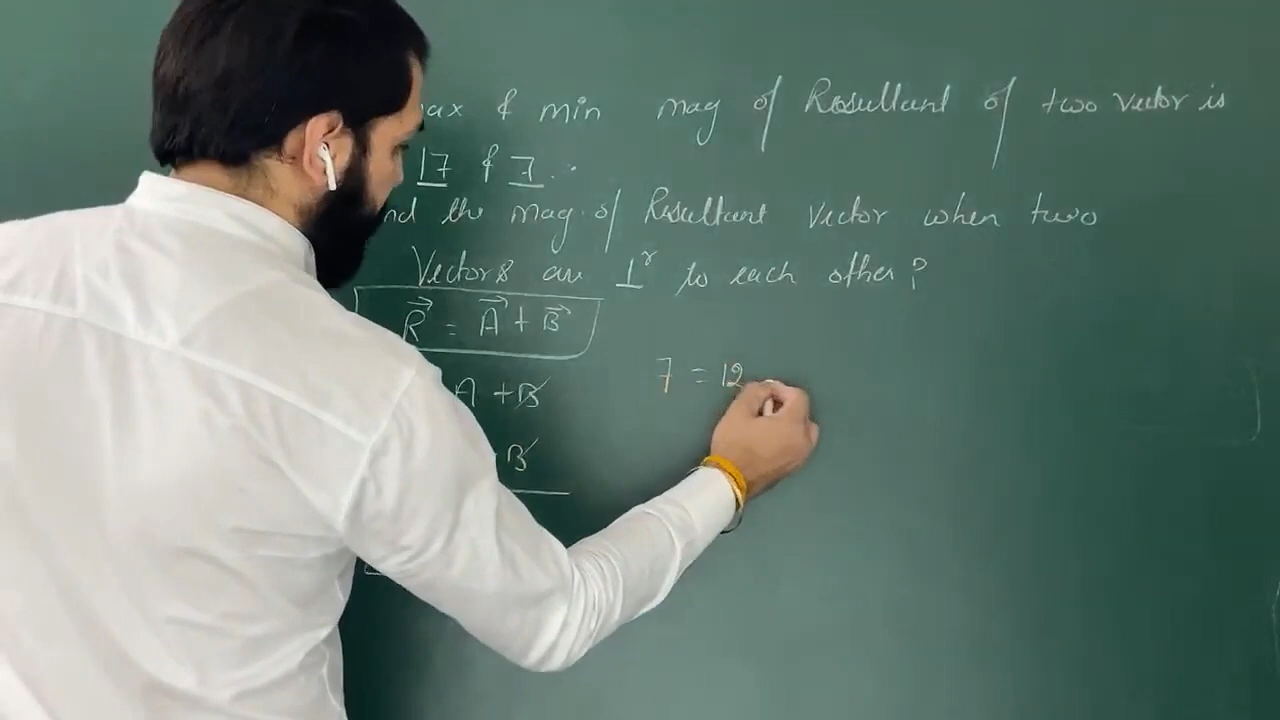 ax & min mag of Resultant of two vector is
17 & 7.
nd the mag. of Resultant Vector when two
Vectors are ⊥r to each other?
R⃗ = A⃗ + B⃗
A + B
7 = 12
B